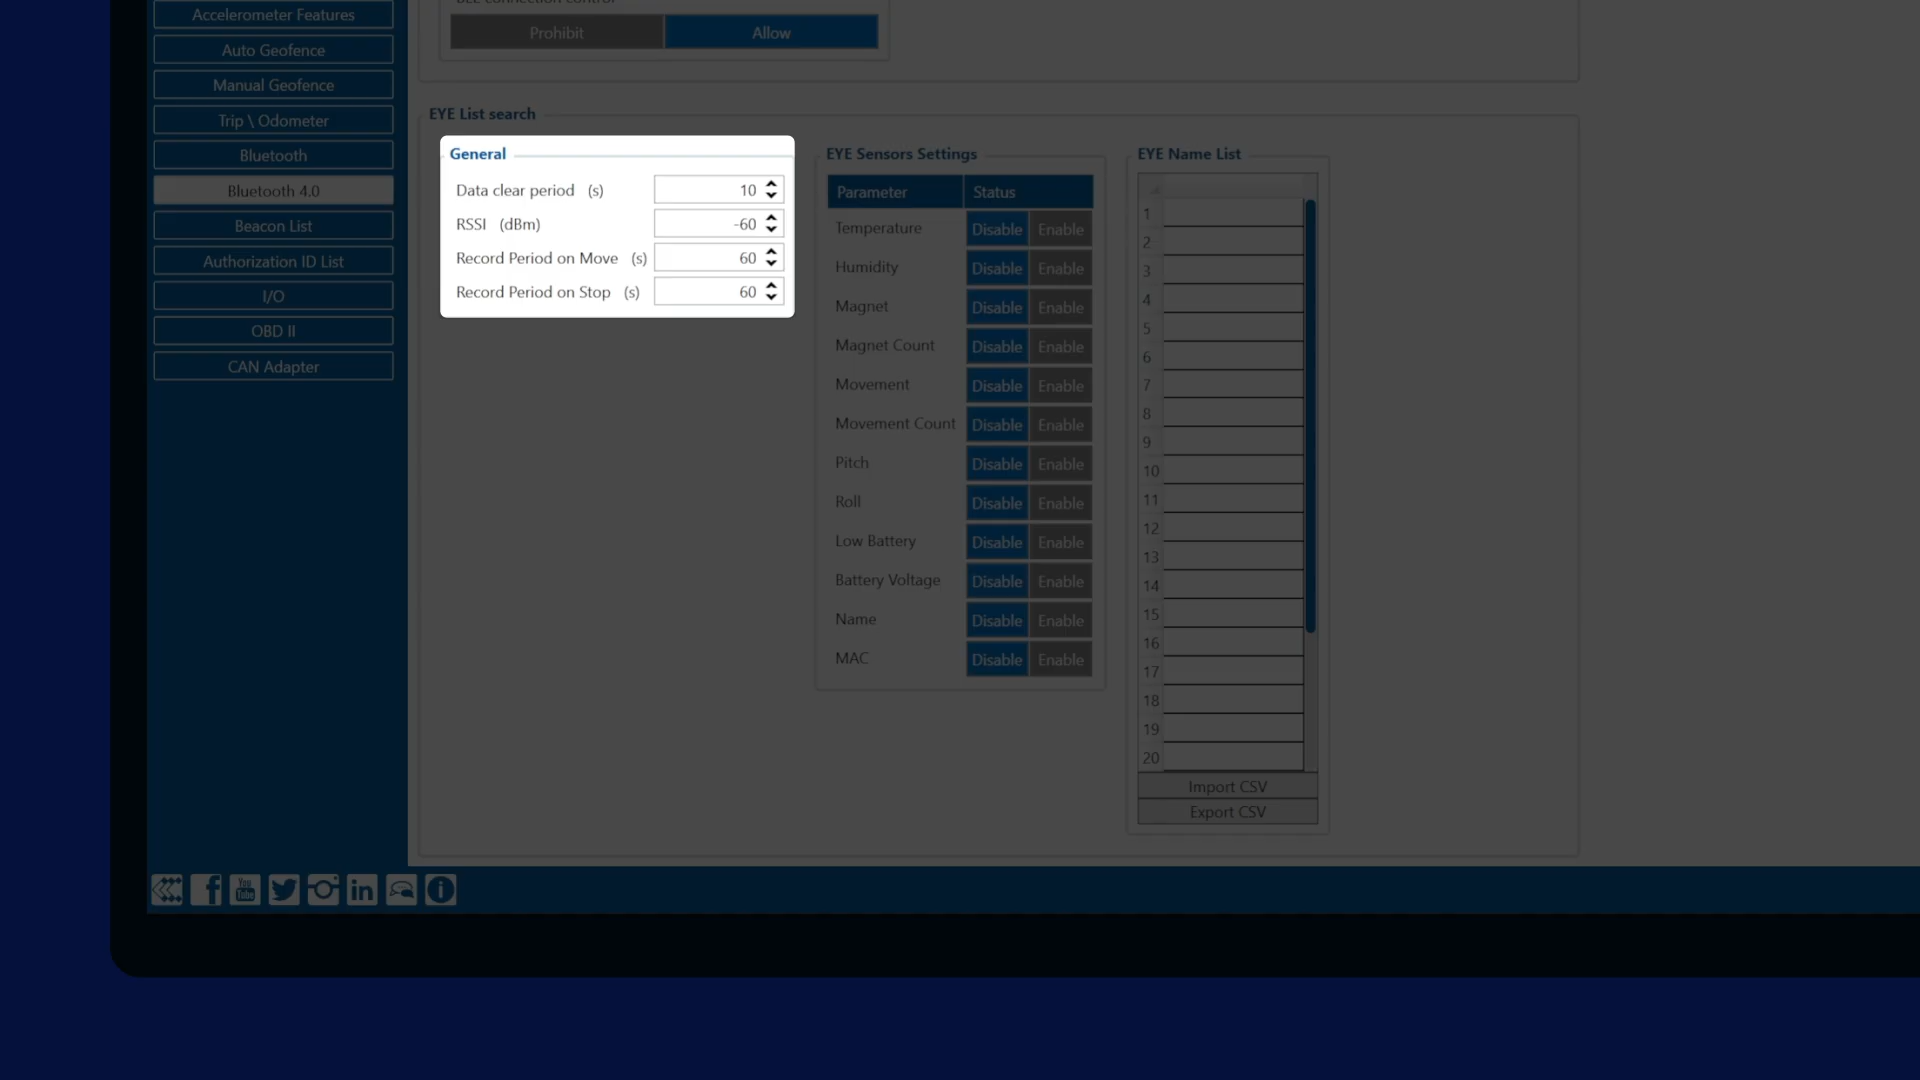 Accelerometer Features
Auto Geofence
Manual Geofence
Trip \ Odometer
Bluetooth
Bluetooth 4.0
Beacon List
Authorization ID List
I/O
OBD II
CAN Adapter
BLE connection control
Prohibit Allow
EYE List search
General
Data clear period (s) 10
RSSI (dBm) -60
Record Period on Move (s) 60
Record Period on Stop (s) 60
EYE Sensors Settings
Parameter Status
Temperature Disable Enable
Humidity Disable Enable
Magnet Disable Enable
Magnet Count Disable Enable
Movement Disable Enable
Movement Count Disable Enable
Pitch Disable Enable
Roll Disable Enable
Low Battery Disable Enable
Battery Voltage Disable Enable
Name Disable Enable
MAC Disable Enable
EYE Name List
1
2
3
4
5
6
7
8
9
10
11
12
13
14
15
16
17
18
19
20
Import CSV
Export CSV
You
Tube
in